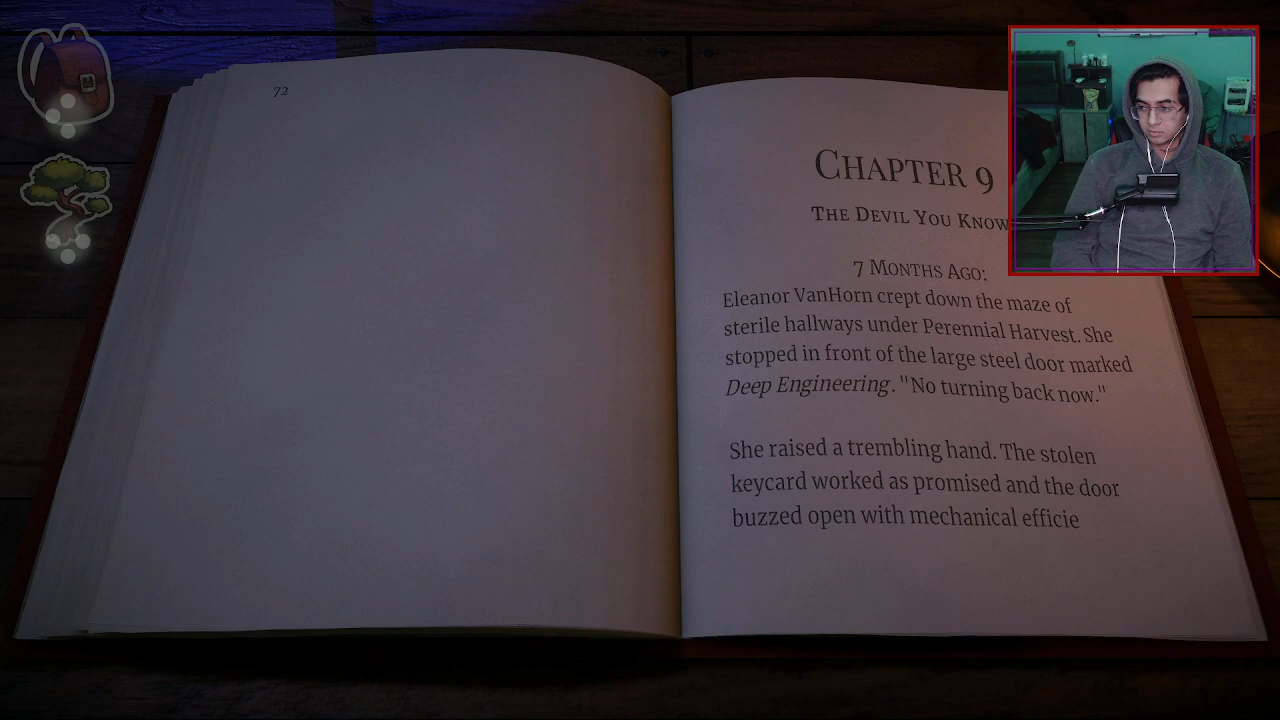 72
Chapter 9
The Devil You Know
7 Months Ago:
Eleanor VanHorn crept down the maze of
sterile hallways under Perennial Harvest. She
stopped in front of the large steel door marked
Deep Engineering. "No turning back now."
She raised a trembling hand. The stolen
keycard worked as promised and the door
buzzed open with mechanical efficie